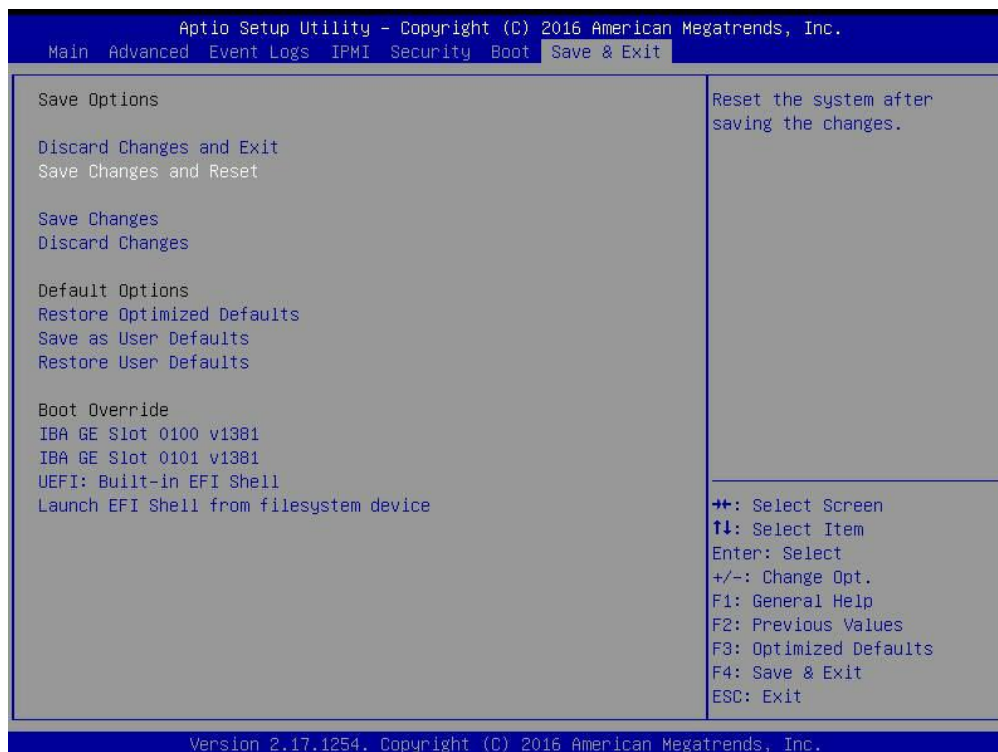 Aptio Setup Utility – Copyright (C) 2016 American Megatrends, Inc.
Main Advanced Event Logs IPMI Security Boot Save & Exit
Save Options
Discard Changes and Exit
Save Changes and Reset
Save Changes
Discard Changes
Default Options
Restore Optimized Defaults
Save as User Defaults
Restore User Defaults
Boot Override
IBA GE Slot 0100 v1381
IBA GE Slot 0101 v1381
UEFI: Built-in EFI Shell
Launch EFI Shell from filesystem device
Reset the system after
saving the changes.
→←: Select Screen
↑↓: Select Item
Enter: Select
+/-: Change Opt.
F1: General Help
F2: Previous Values
F3: Optimized Defaults
F4: Save & Exit
ESC: Exit
Version 2.17.1254. Copyright (C) 2016 American Megatrends, Inc.